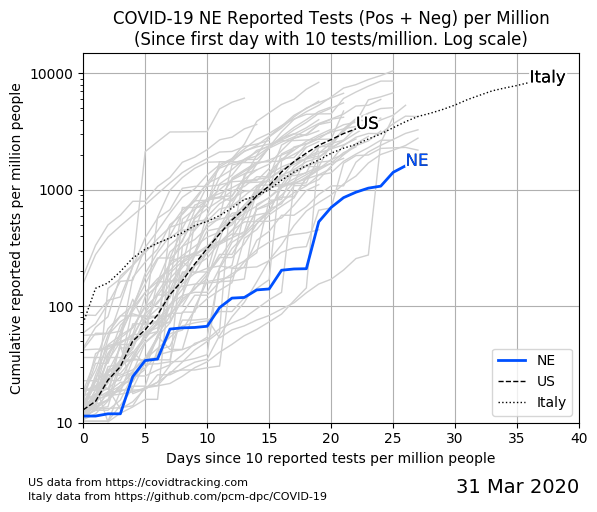 COVID-19 NE Reported Tests (Pos + Neg) per Million
(Since first day with 10 tests/million. Log scale)
Cumulative reported tests per million people
10000
1000
100
10
Italy
US
NE
NE
US
Italy
0 5 10 15 20 25 30 35 40
Days since 10 reported tests per million people
US data from https://covidtracking.com
Italy data from https://github.com/pcm-dpc/COVID-19
31 Mar 2020